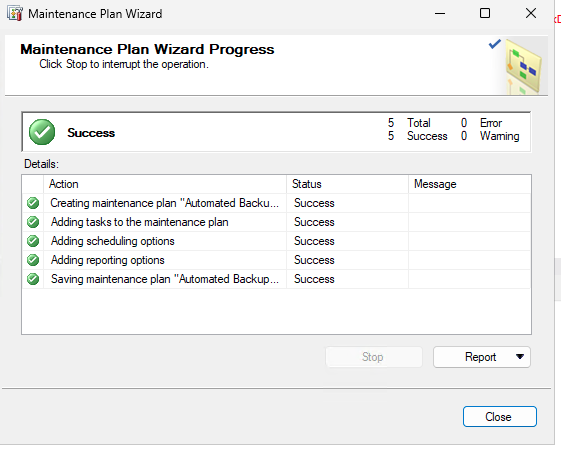 Maintenance Plan Wizard
Maintenance Plan Wizard Progress
Click Stop to interrupt the operation.
Success 5 Total 0 Error
5 Success 0 Warning
Details:
Action Status Message
Creating maintenance plan "Automated Backu... Success
Adding tasks to the maintenance plan Success
Adding scheduling options Success
Adding reporting options Success
Saving maintenance plan "Automated Backup... Success
Stop Report
Close